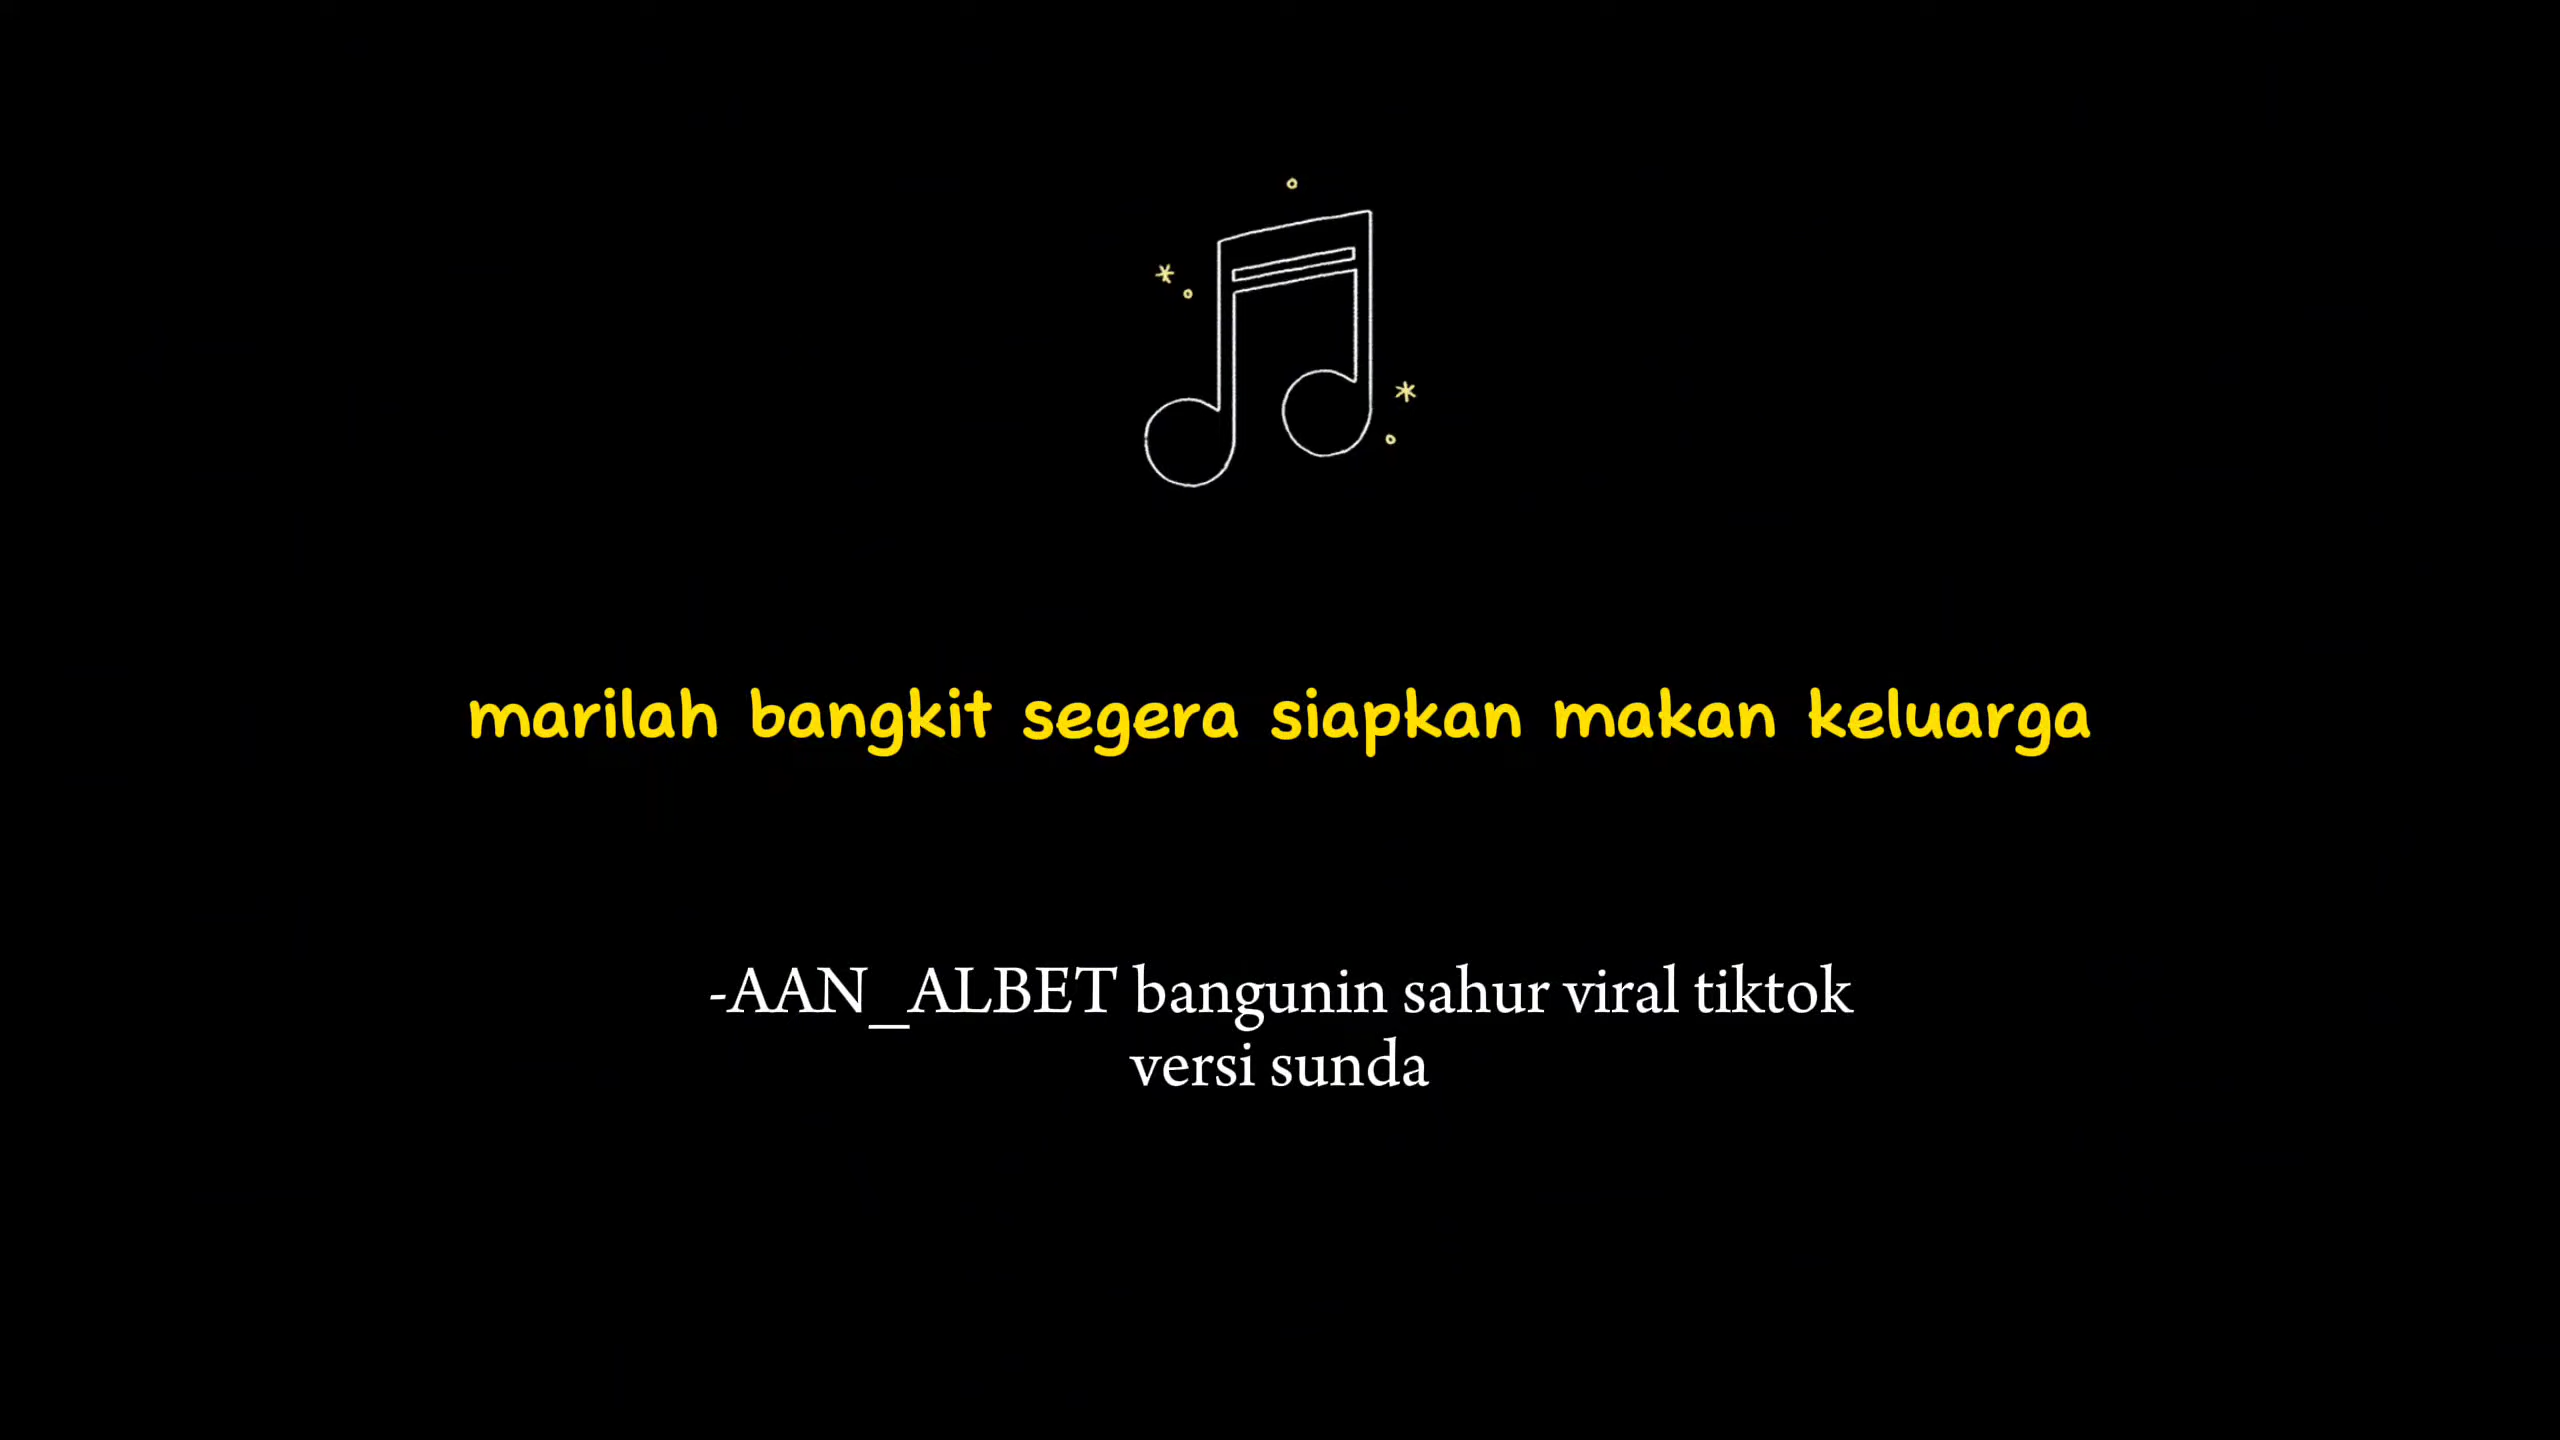 marilah bangkit segera siapkan makan keluarga
-AAN_ALBET bangunin sahur viral tiktok
versi sunda